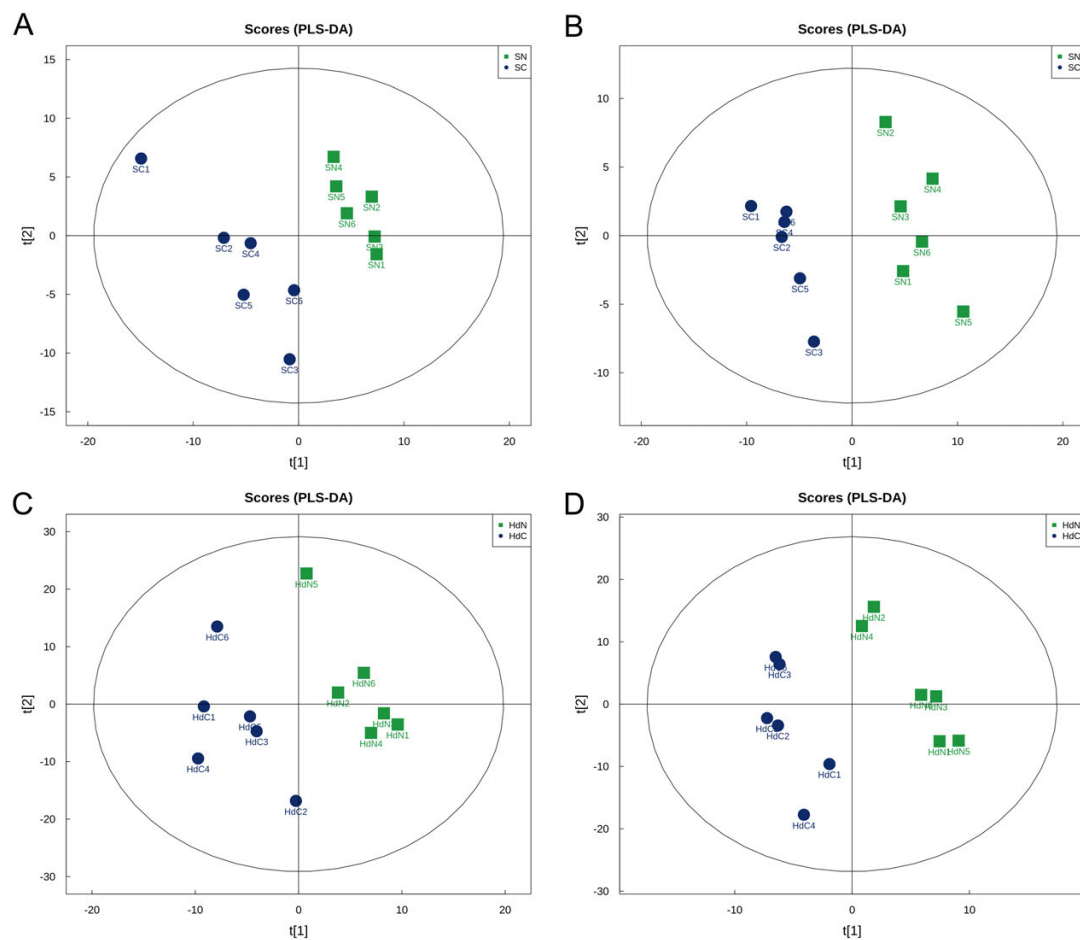 A
Scores (PLS-DA)
SN
SC
15
10
5
0
-5
-10
-15
t[2]
SC1
SN4
SN5
SN2
SN6
SC2
SC4
SN1
SC5
SC6
SC3
-20
-10
0
10
20
t[1]
B
Scores (PLS-DA)
SN
SC
10
5
0
-5
-10
t[2]
SN2
SN4
SC1
SN3
SC2
SN6
SC5
SN1
SN5
SC3
-20
-10
0
10
20
t[1]
C
Scores (PLS-DA)
HdN
HdC
30
20
10
0
-10
-20
-30
t[2]
HdN5
HdC6
HdN6
HdN2
HdC1
HdC3
HdN1
HdN4
HdC4
HdC2
-20
-10
0
10
20
t[1]
D
Scores (PLS-DA)
HdN
HdC
30
20
10
0
-10
-20
-30
t[2]
HdN2
HdN4
HdC3
HdN3
HdC2
HdN1
HdN5
HdC1
HdC4
-10
0
10
t[1]